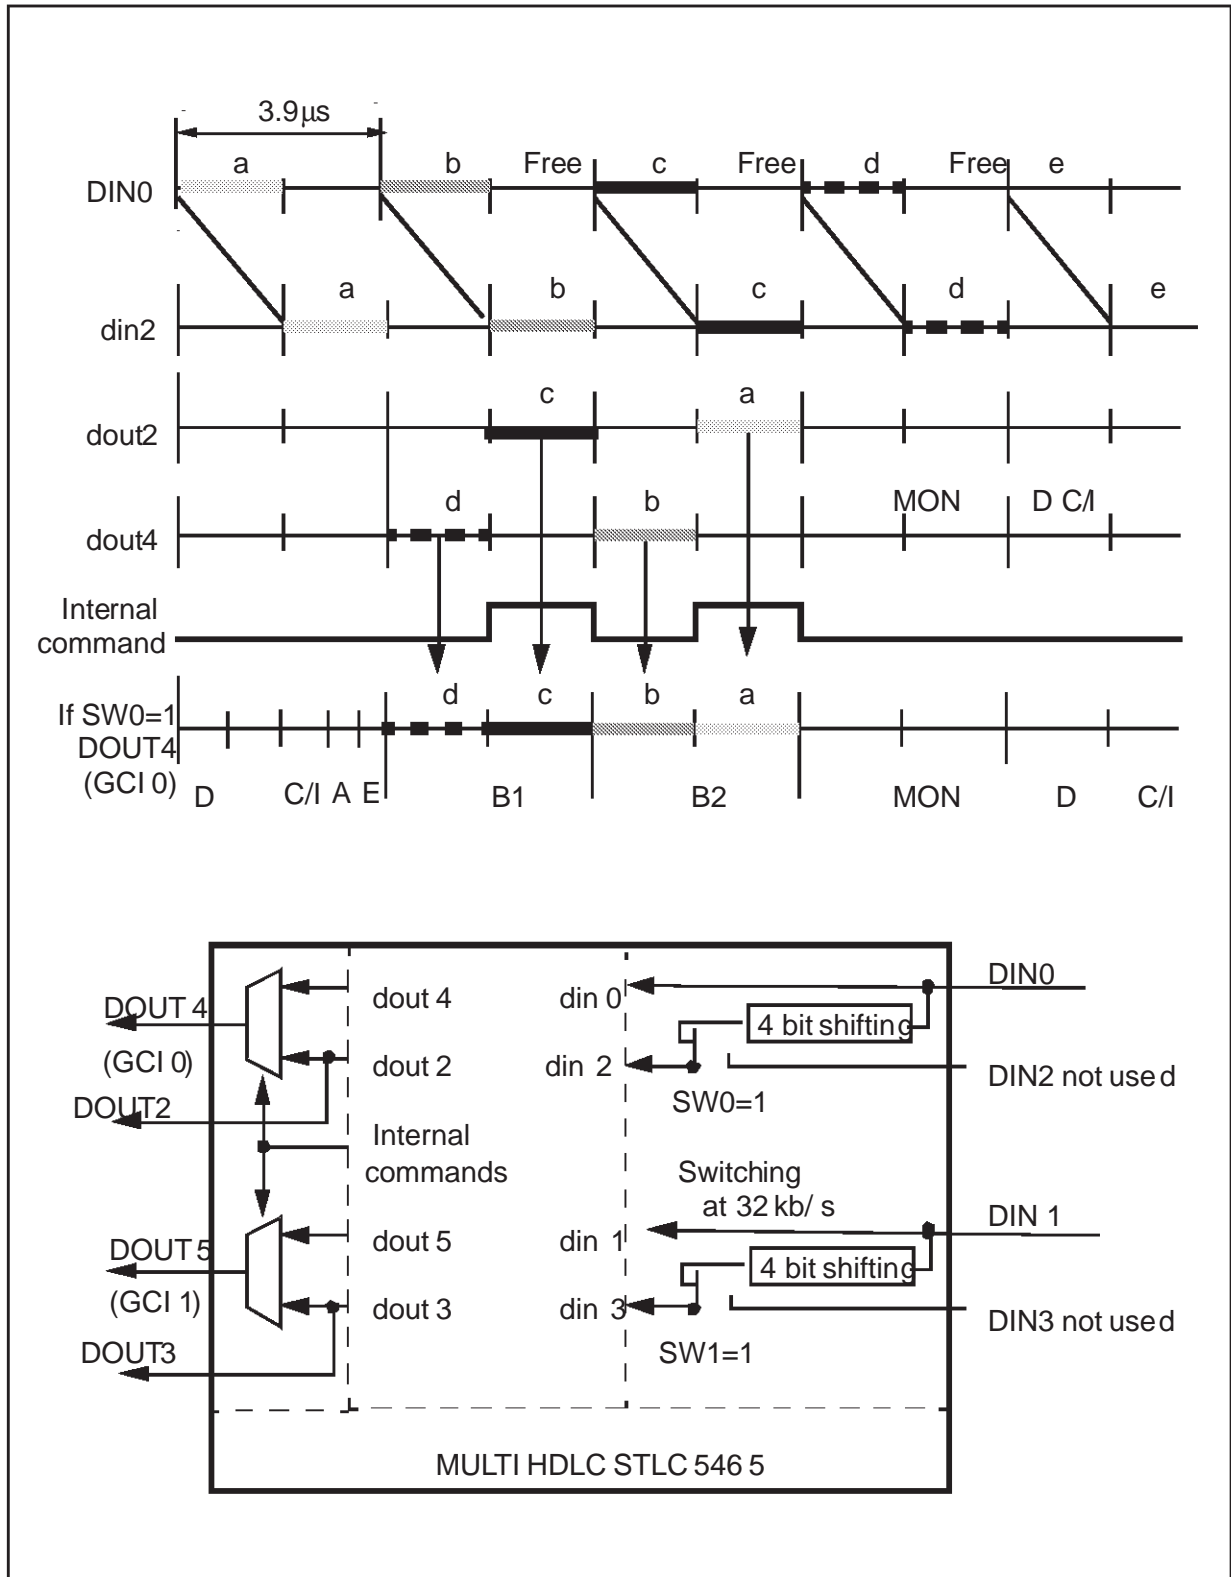 3.9µs
a b Free c Free d Free e
DIN0
a b c d e
din2
c a
dout2
d b MON D C/I
dout4
Internal
command
d c b a
If SW0=1
DOUT4
(GCI 0)
D C/I A E B1 B2 MON D C/I
DIN0
DOUT 4
dout 4
din 0
4 bit shifting
(GCI 0)
dout 2
din 2
DIN2 not used
DOUT2
SW0=1
Internal
commands
Switching
at 32 kb/ s
DIN 1
DOUT 5
dout 5
din 1
4 bit shifting
(GCI 1)
dout 3
din 3
DIN3 not used
DOUT3
SW1=1
MULTI HDLC STLC 546 5